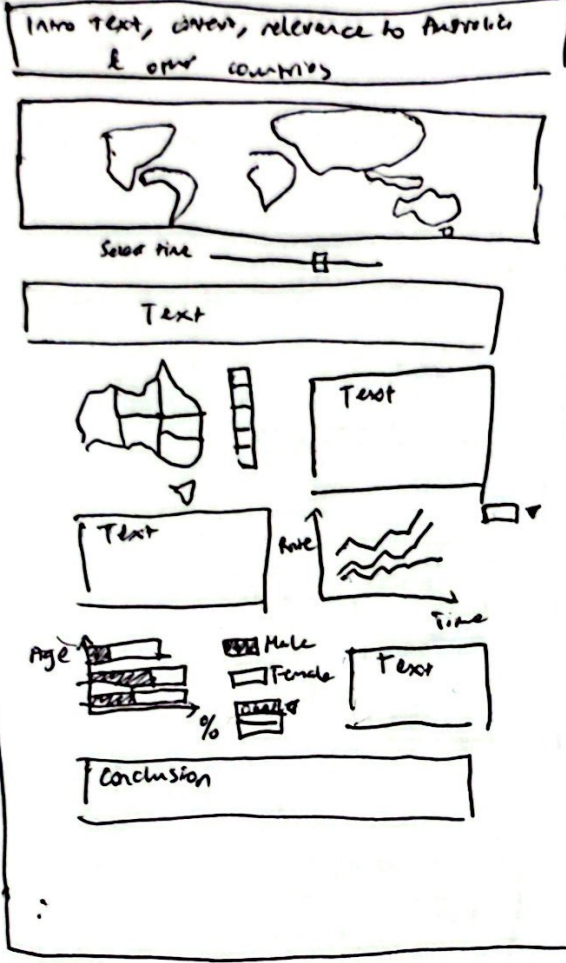 Intro Text, context, relevance to Australia
& other countries
Select time
Text
Text
Text
Rate
Time
Age
Male
Female
%
Text
Conclusion